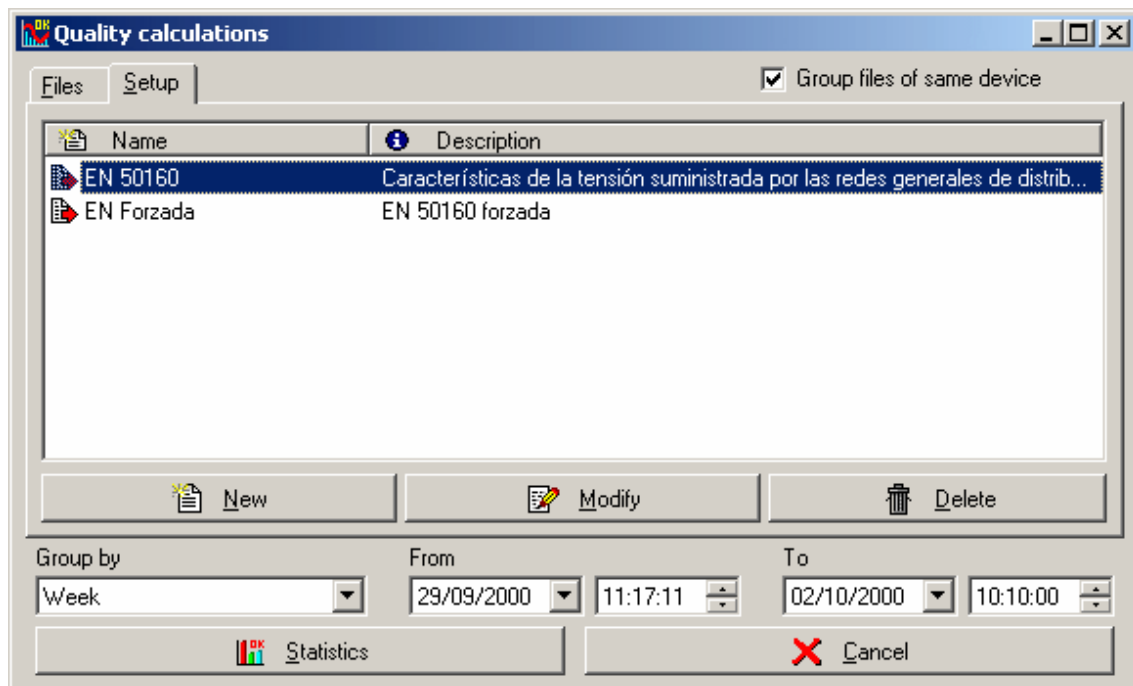 OK Quality calculations
Files Setup Group files of same device
Name Description
EN 50160 Características de la tensión suministrada por las redes generales de distrib...
EN Forzada EN 50160 forzada
New Modify Delete
Group by From To
Week 29/09/2000 11:17:11 02/10/2000 10:10:00
OK Statistics Cancel